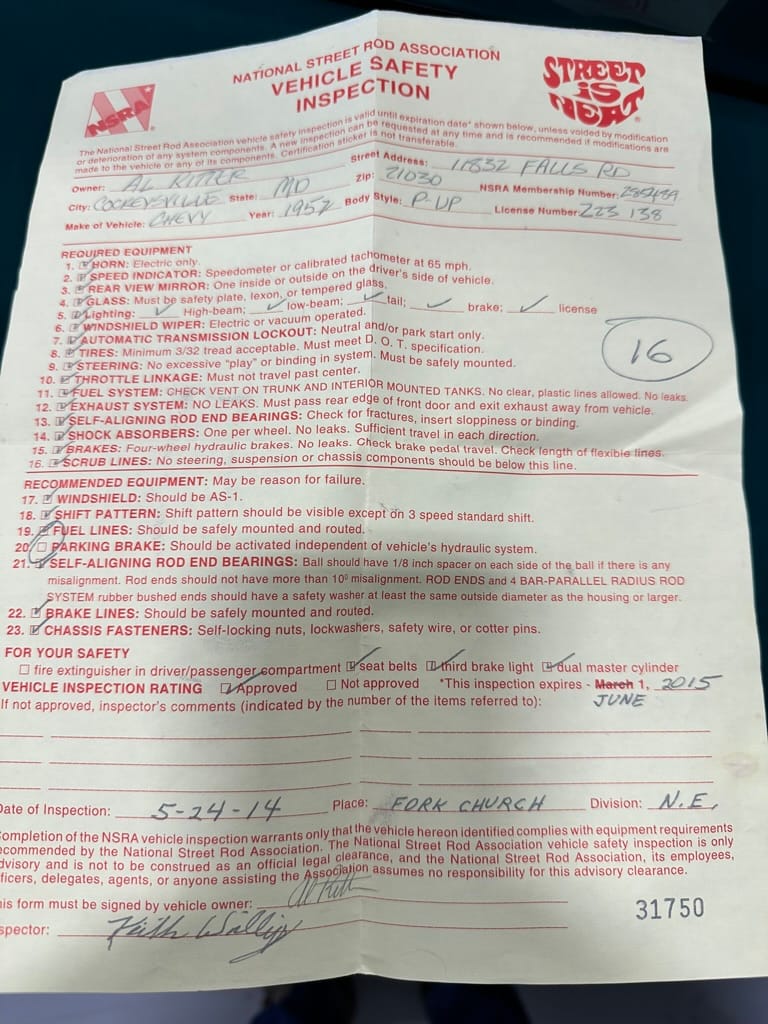 NSRA
NATIONAL STREET ROD ASSOCIATION
VEHICLE SAFETY
INSPECTION
STREET
is
NEAT
The National Street Rod Association vehicle safety inspection is valid until expiration date* shown below, unless voided by modification
or deterioration of any system components. A new inspection can be requested at any time and is recommended if modifications are
made to the vehicle or any of its components. Certification sticker is not transferable.
Owner: AL KITTER Street Address: 11832 FALLS RD
City: COCKEYSVILLE State: MD Zip: 21030 NSRA Membership Number:
Make of Vehicle: CHEVY Year: 1957 Body Style: P-UP License Number: 223 138
REQUIRED EQUIPMENT
1. HORN: Electric only.
2. SPEED INDICATOR: Speedometer or calibrated tachometer at 65 mph.
3. REAR VIEW MIRROR: One inside or outside on the driver's side of vehicle.
4. GLASS: Must be safety plate, lexon, or tempered glass.
5. Lighting: High-beam; low-beam; tail; brake; license
6. WINDSHIELD WIPER: Electric or vacuum operated.
7. AUTOMATIC TRANSMISSION LOCKOUT: Neutral and/or park start only.
8. TIRES: Minimum 3/32 tread acceptable. Must meet D. O. T. specification.
9. STEERING: No excessive "play" or binding in system. Must be safely mounted.
10. THROTTLE LINKAGE: Must not travel past center.
11. FUEL SYSTEM: CHECK VENT ON TRUNK AND INTERIOR MOUNTED TANKS. No clear, plastic lines allowed. No leaks.
12. EXHAUST SYSTEM: NO LEAKS. Must pass rear edge of front door and exit exhaust away from vehicle.
13. SELF-ALIGNING ROD END BEARINGS: Check for fractures, insert sloppiness or binding.
14. SHOCK ABSORBERS: One per wheel. No leaks. Sufficient travel in each direction.
15. BRAKES: Four-wheel hydraulic brakes. No leaks. Check brake pedal travel. Check length of flexible lines.
16. SCRUB LINES: No steering, suspension or chassis components should be below this line.
16
RECOMMENDED EQUIPMENT: May be reason for failure.
17. WINDSHIELD: Should be AS-1.
18. SHIFT PATTERN: Shift pattern should be visible except on 3 speed standard shift.
19. FUEL LINES: Should be safely mounted and routed.
20. PARKING BRAKE: Should be activated independent of vehicle's hydraulic system.
21. SELF-ALIGNING ROD END BEARINGS: Ball should have 1/8 inch spacer on each side of the ball if there is any
misalignment. Rod ends should not have more than 10º misalignment. ROD ENDS and 4 BAR-PARALLEL RADIUS ROD
SYSTEM rubber bushed ends should have a safety washer at least the same outside diameter as the housing or larger.
22. BRAKE LINES: Should be safely mounted and routed.
23. CHASSIS FASTENERS: Self-locking nuts, lockwashers, safety wire, or cotter pins.
FOR YOUR SAFETY
fire extinguisher in driver/passenger compartment seat belts third brake light dual master cylinder
VEHICLE INSPECTION RATING Approved Not approved *This inspection expires - March 1, 2015
JUNE
If not approved, inspector's comments (indicated by the number of the items referred to):
Date of Inspection: 5-24-14 Place: FORK CHURCH Division: N.E.
Completion of the NSRA vehicle inspection warrants only that the vehicle hereon identified complies with equipment requirements
ecommended by the National Street Rod Association. The National Street Rod Association vehicle safety inspection is only
dvisory and is not to be construed as an official legal clearance, and the National Street Rod Association, its employees,
ficers, delegates, agents, or anyone assisting the Association assumes no responsibility for this advisory clearance.
his form must be signed by vehicle owner:
spector: Keith
31750